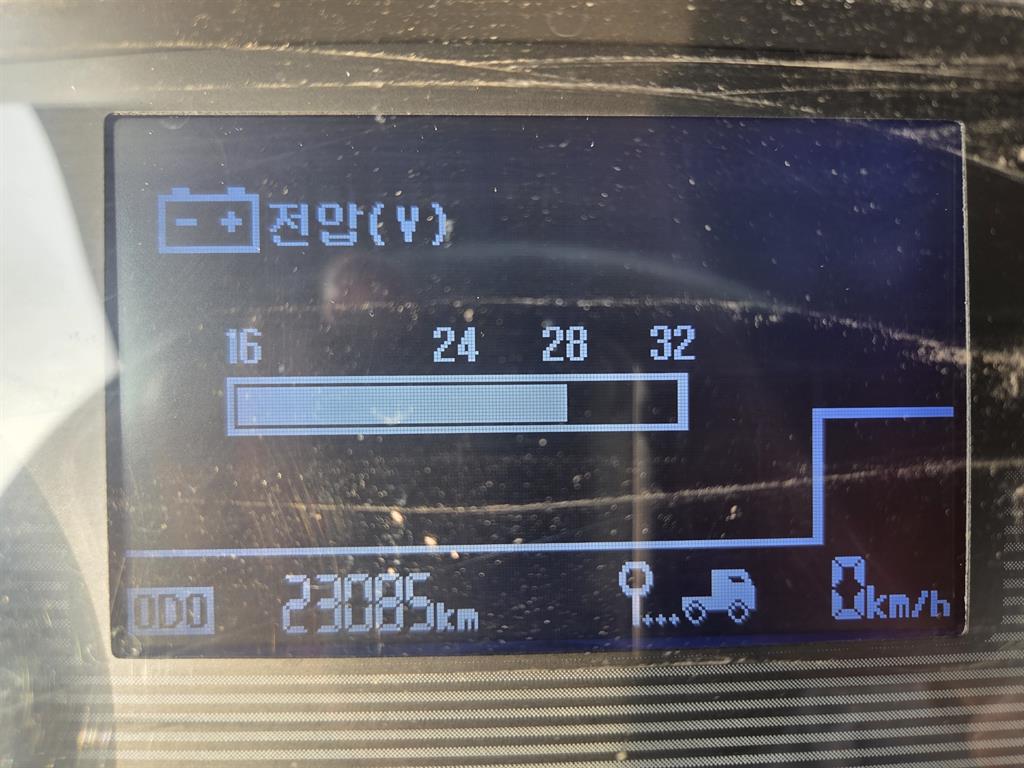 - + 전압(V)
16 24 28 32
ODO 23085km 0km/h